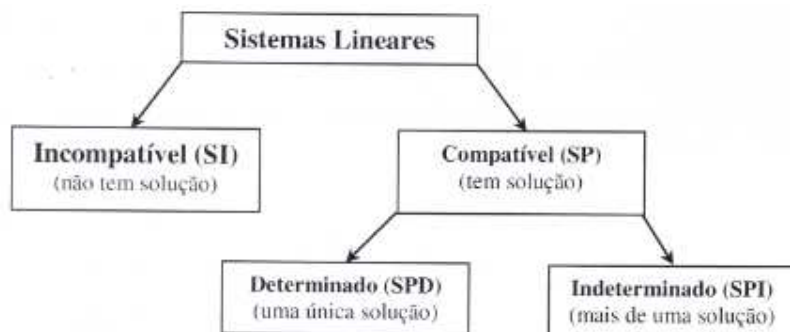 Sistemas Lineares
Incompatível (SI)
(não tem solução)
Compatível (SP)
(tem solução)
Determinado (SPD)
(uma única solução)
Indeterminado (SPI)
(mais de uma solução)